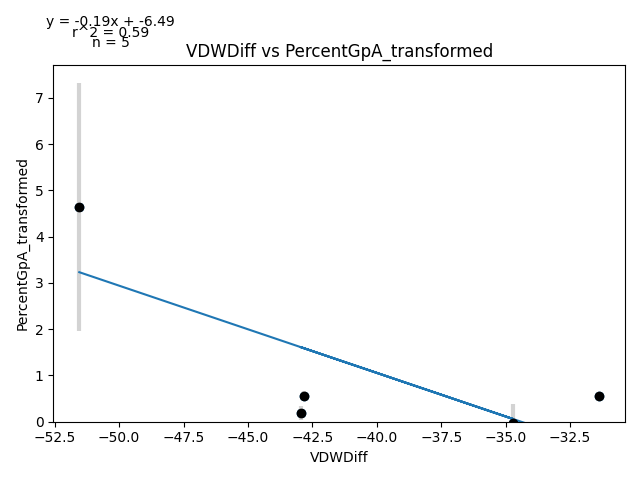 y = -0.19x + -6.49
r^2 = 0.59
n = 5
VDWDiff vs PercentGpA_transformed
PercentGpA_transformed
7
6
5
4
3
2
1
0
−52.5 −50.0 −47.5 −45.0 −42.5 −40.0 −37.5 −35.0 −32.5
VDWDiff